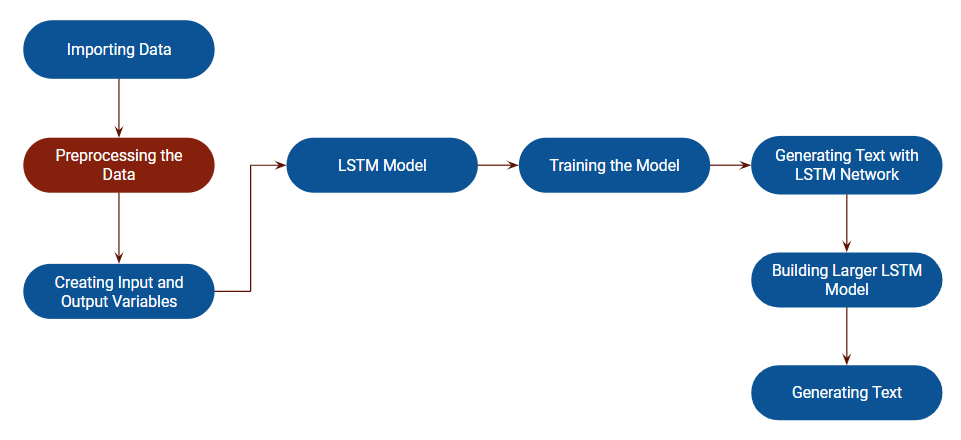 Importing Data
Preprocessing the
Data
Creating Input and
Output Variables
LSTM Model
Training the Model
Generating Text with
LSTM Network
Building Larger LSTM
Model
Generating Text